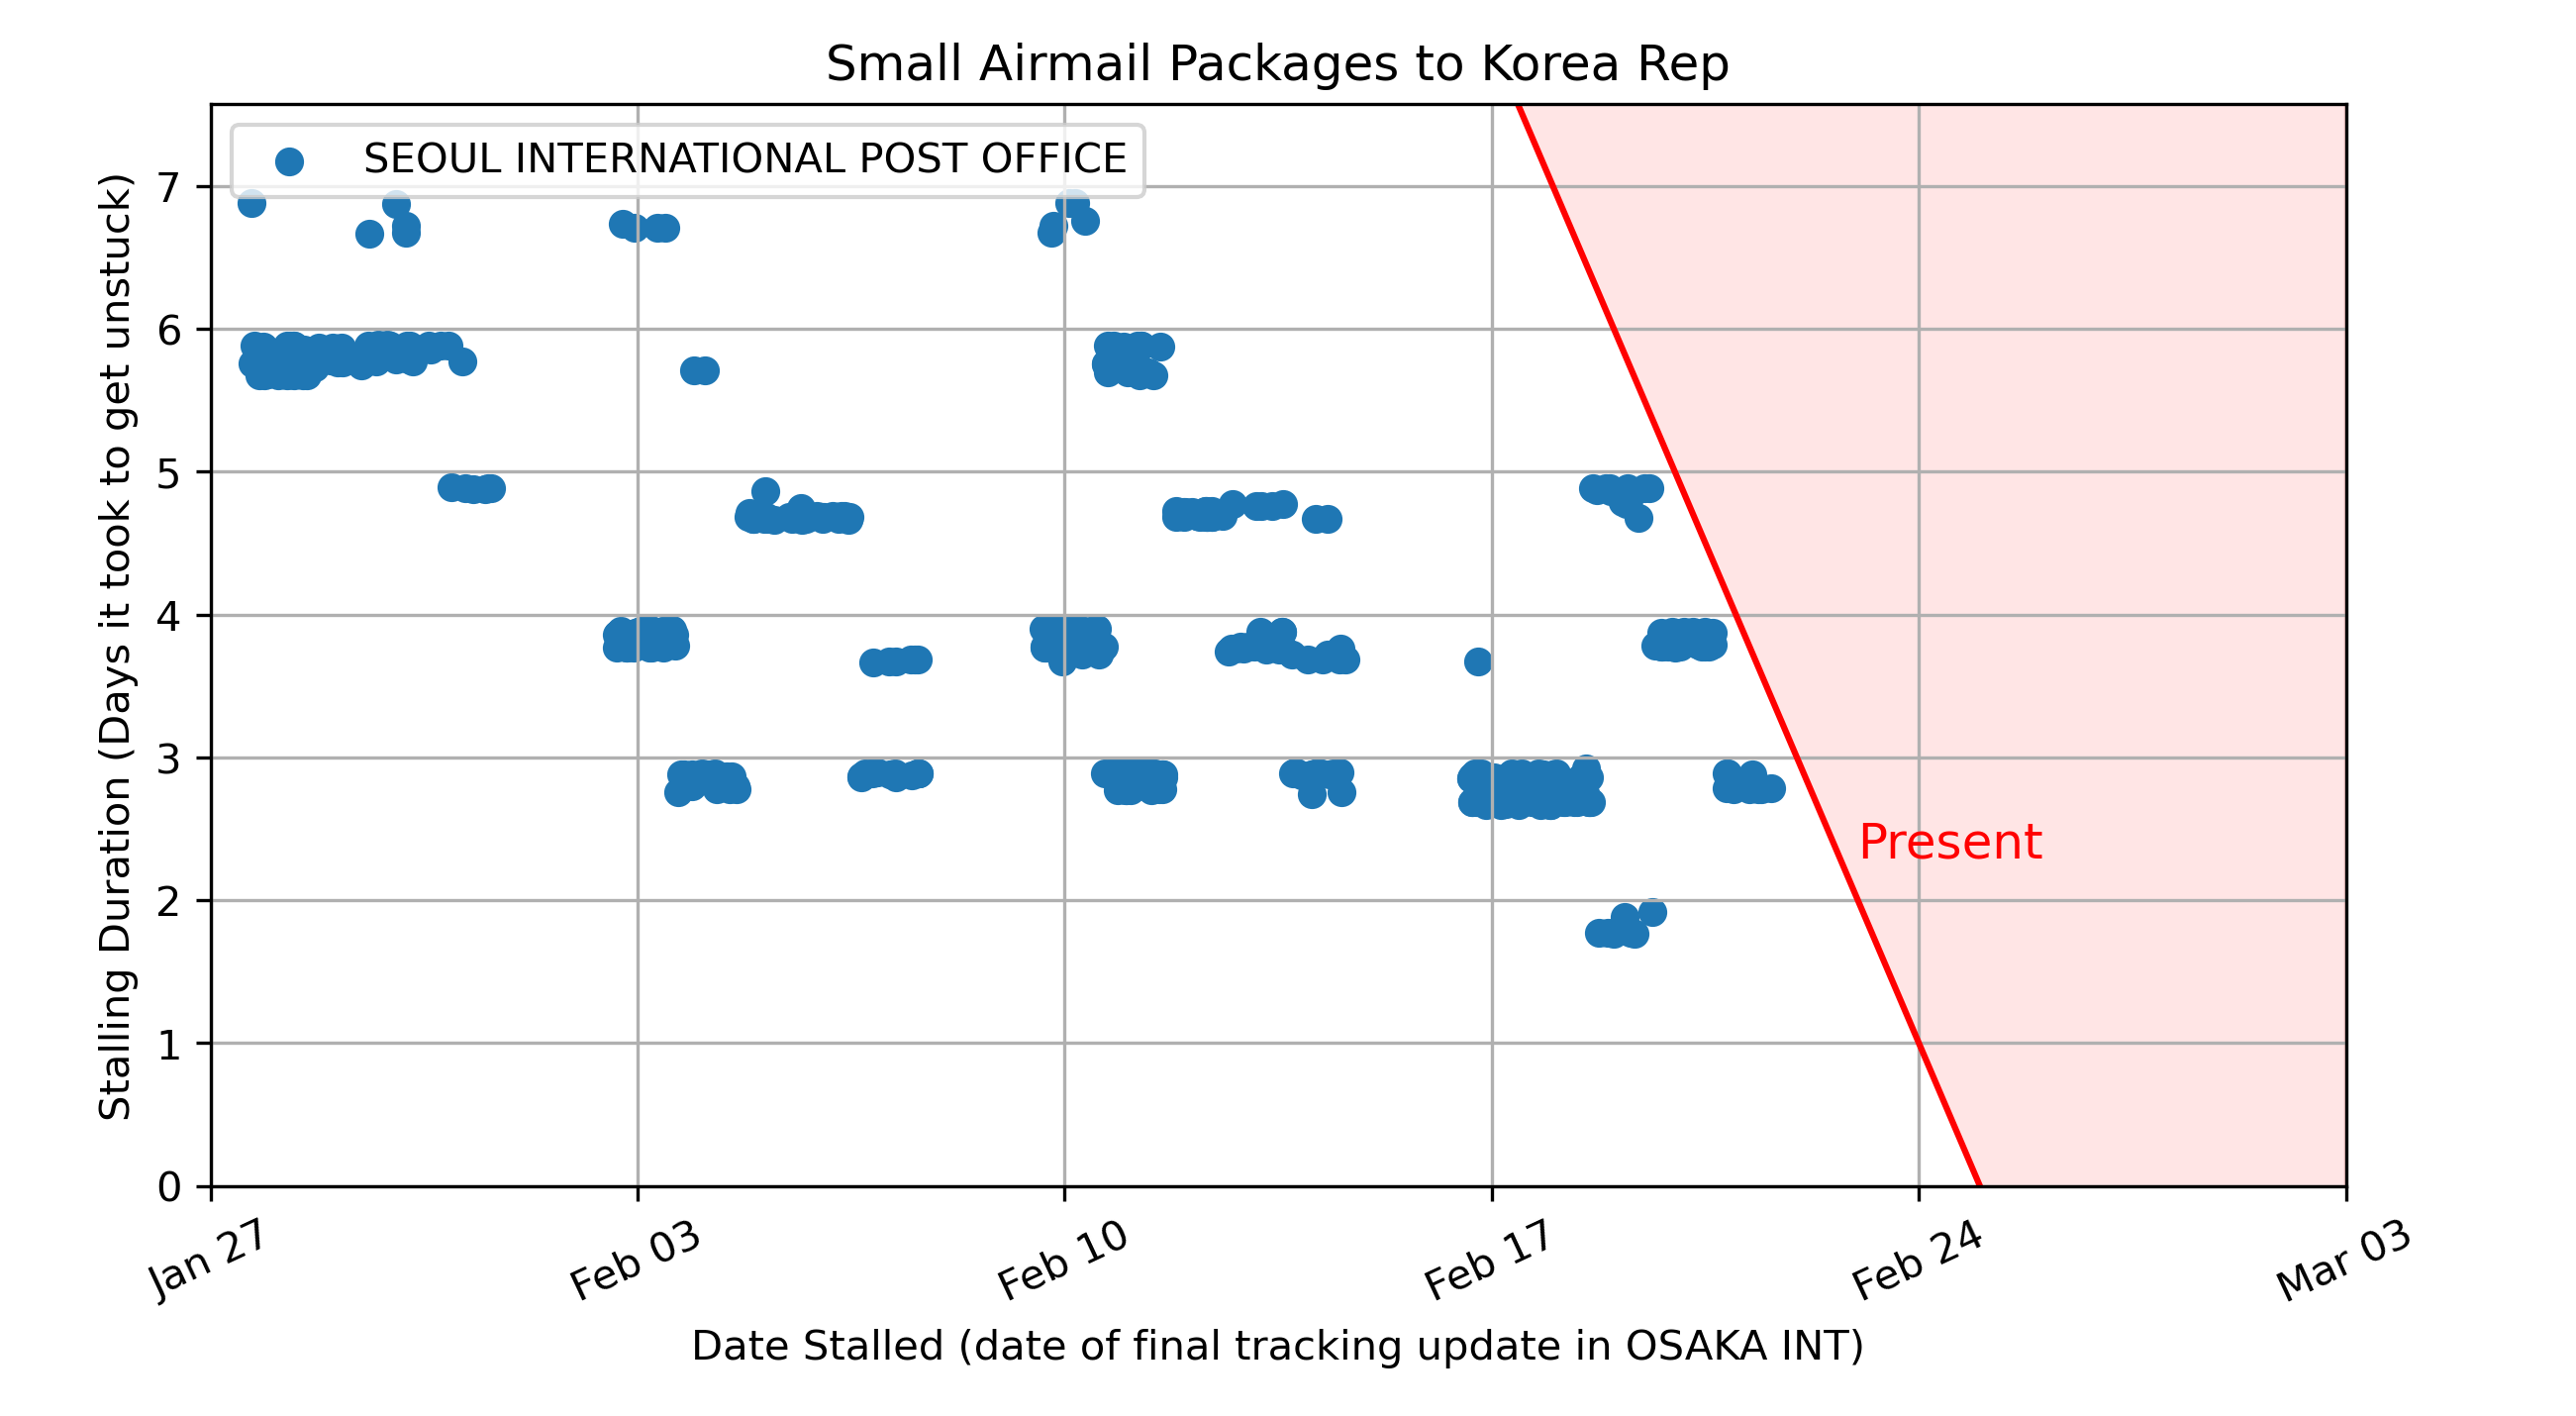 Small Airmail Packages to Korea Rep
SEOUL INTERNATIONAL POST OFFICE
Stalling Duration (Days it took to get unstuck)
7
6
5
4
3
2
1
0
Present
Jan 27
Feb 03
Feb 10
Feb 17
Feb 24
Mar 03
Date Stalled (date of final tracking update in OSAKA INT)